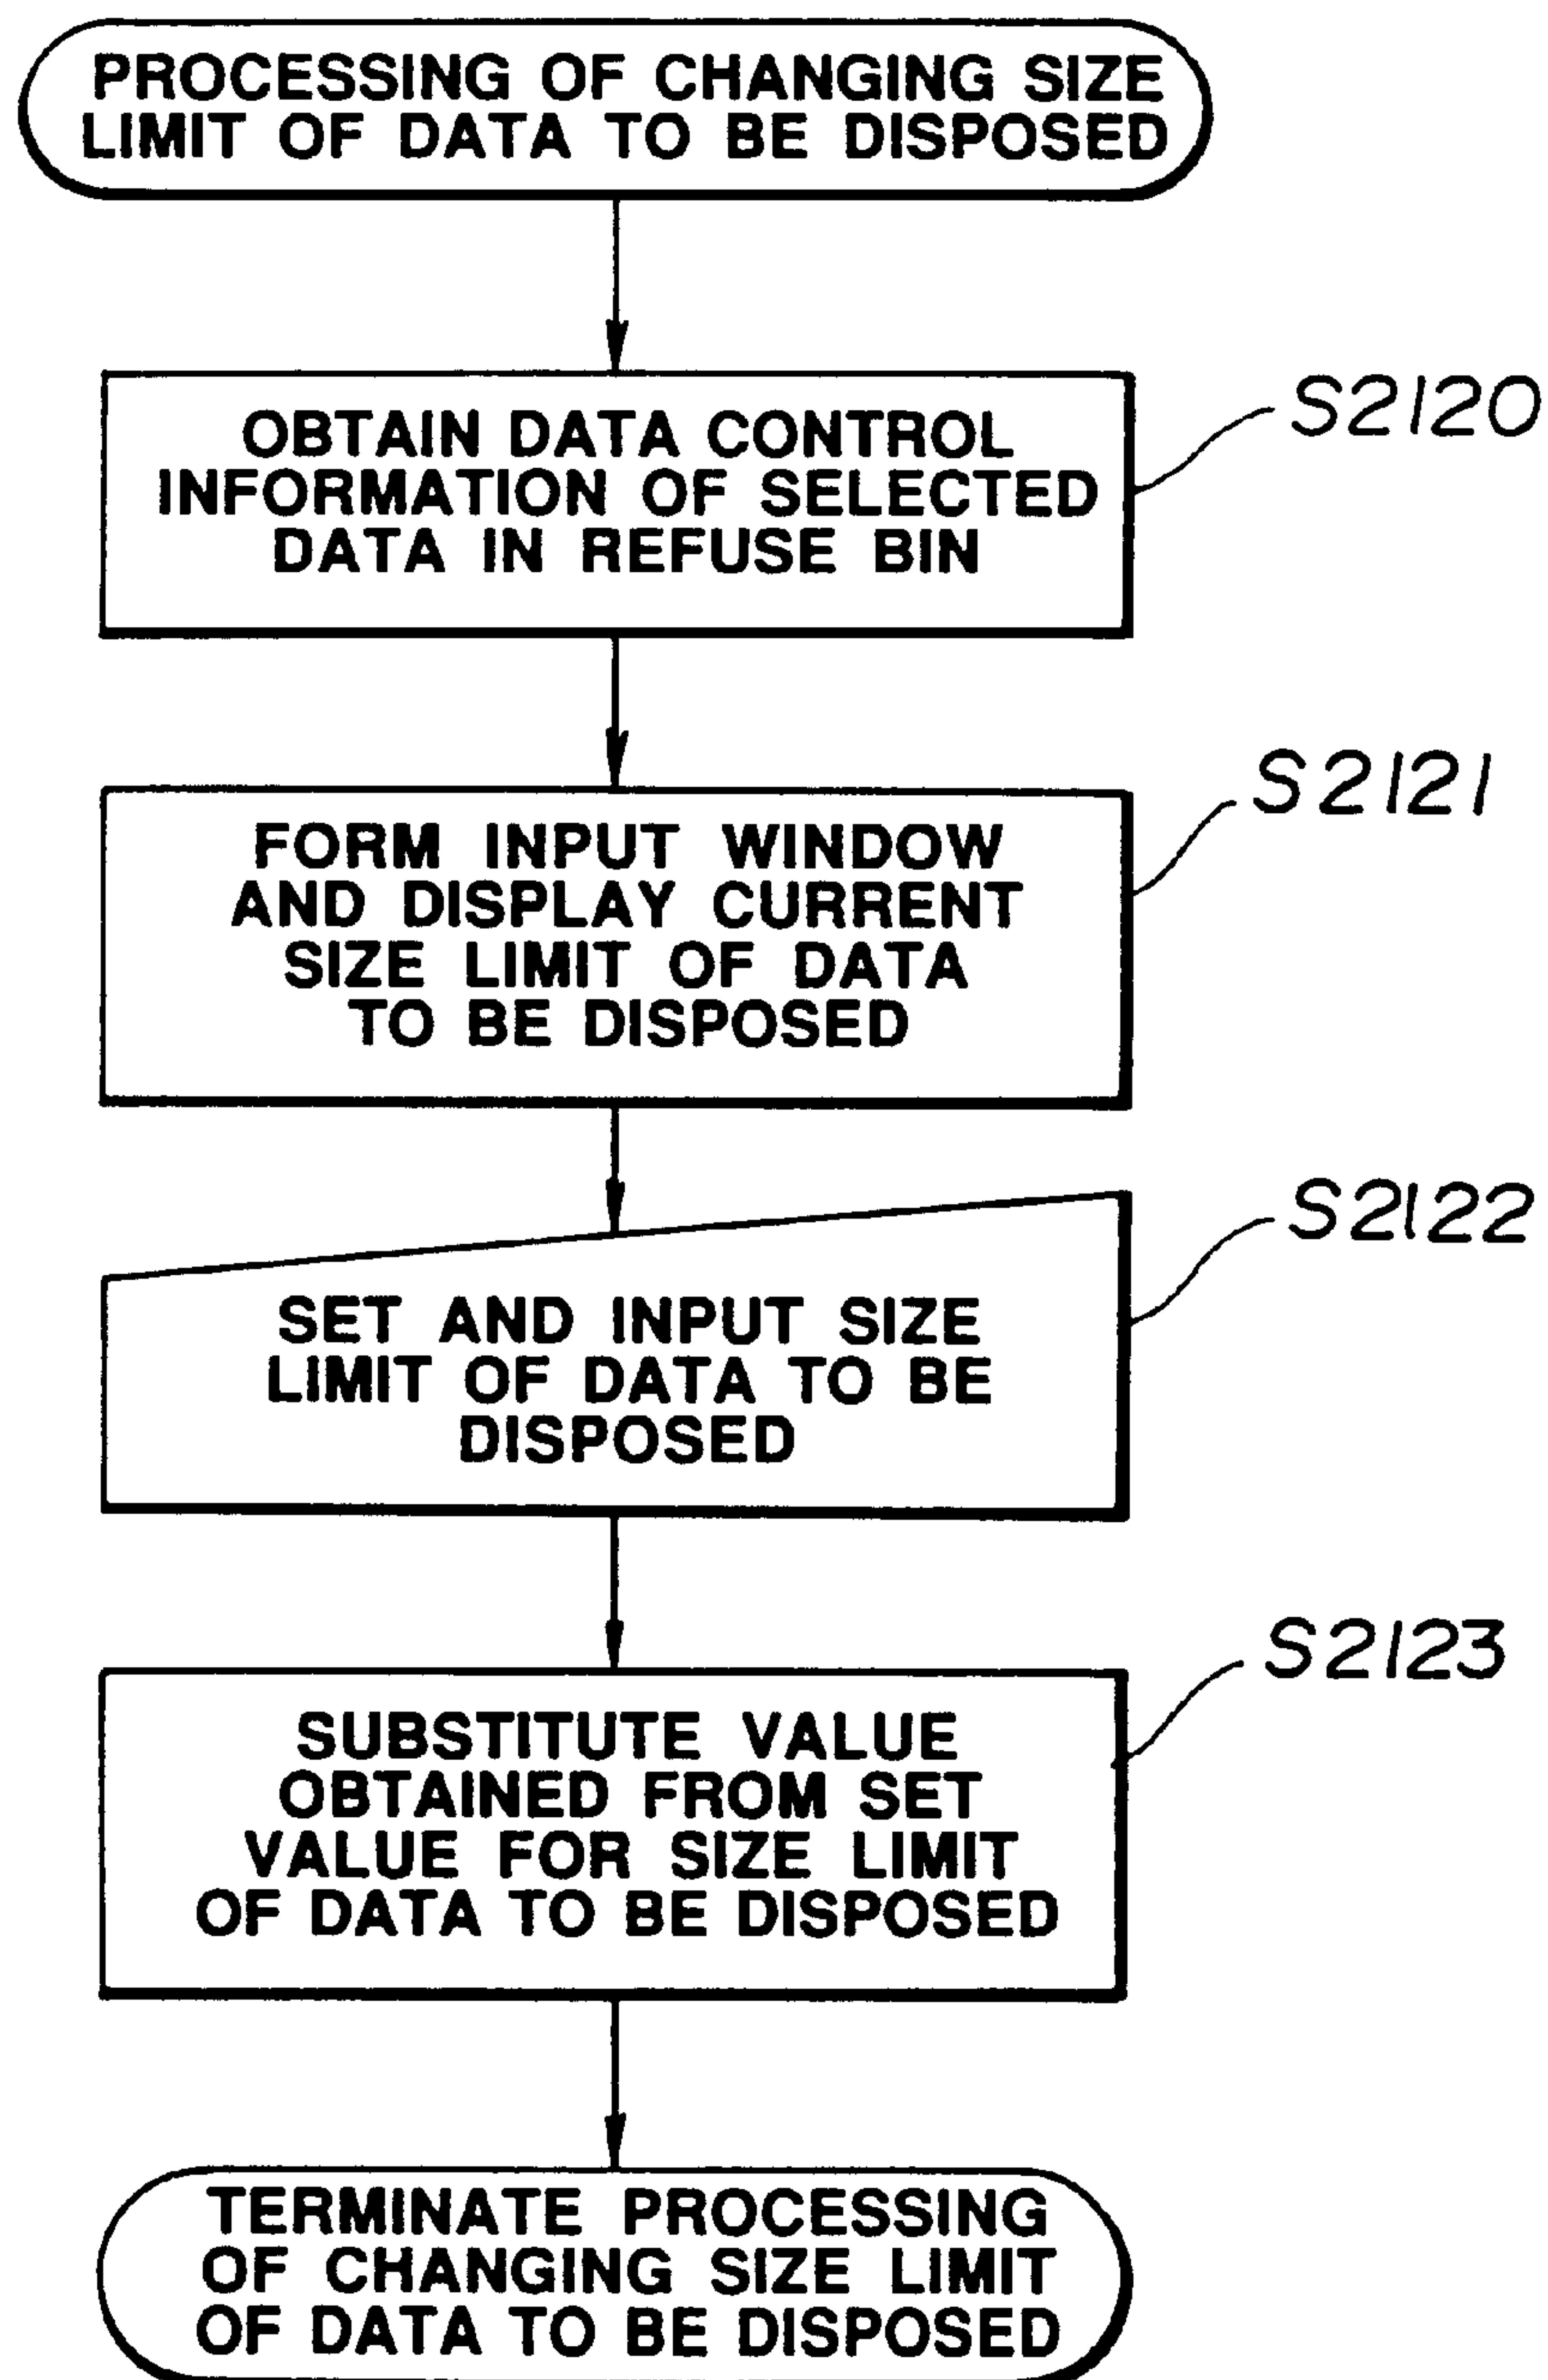 PROCESSING OF CHANGING SIZE
LIMIT OF DATA TO BE DISPOSED
OBTAIN DATA CONTROL
INFORMATION OF SELECTED
DATA IN REFUSE BIN
S2120
FORM INPUT WINDOW
AND DISPLAY CURRENT
SIZE LIMIT OF DATA
TO BE DISPOSED
S2121
SET AND INPUT SIZE
LIMIT OF DATA TO BE
DISPOSED
S2122
SUBSTITUTE VALUE
OBTAINED FROM SET
VALUE FOR SIZE LIMIT
OF DATA TO BE DISPOSED
S2123
TERMINATE PROCESSING
OF CHANGING SIZE LIMIT
OF DATA TO BE DISPOSED